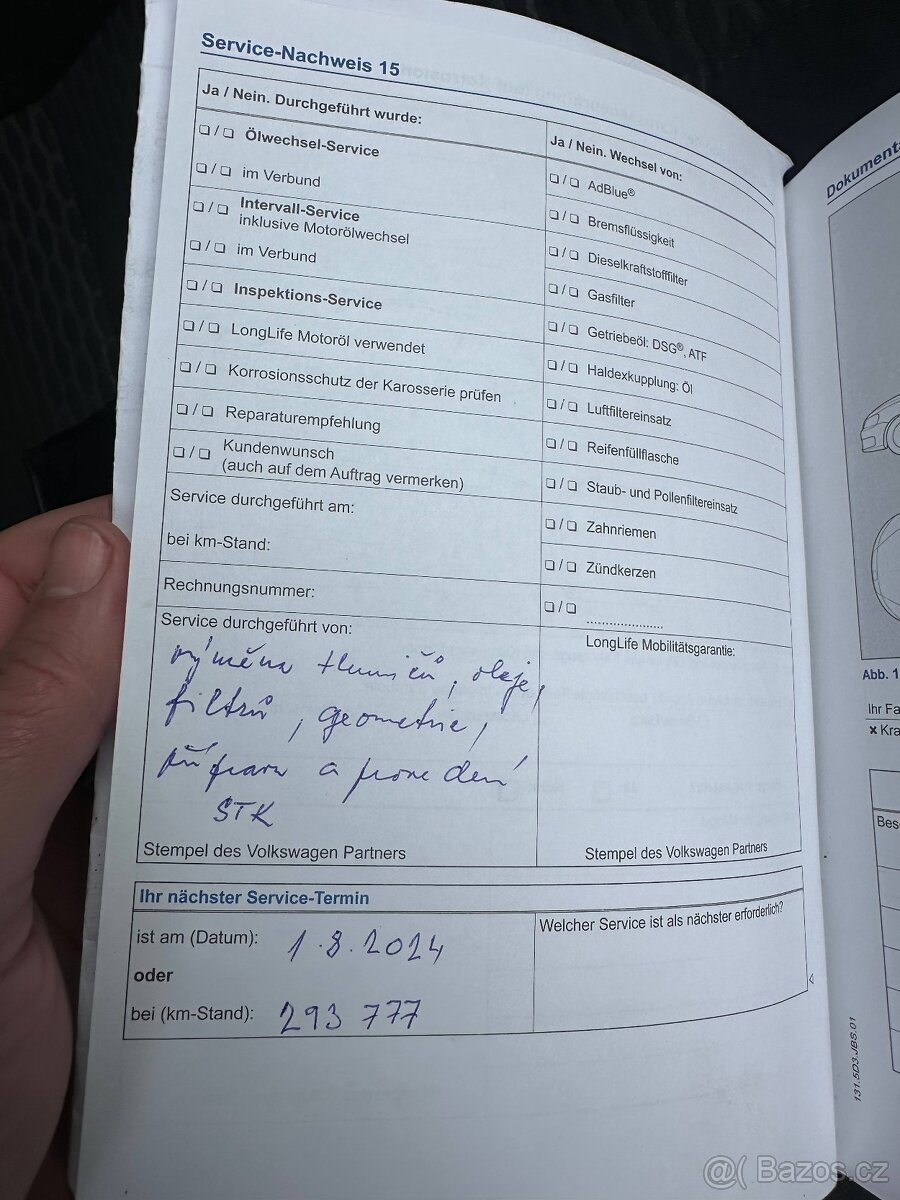 Service-Nachweis 15
Ja / Nein. Durchgeführt wurde:
❑ / ❑ Ölwechsel-Service
❑ / ❑ im Verbund
❑ / ❑ Intervall-Service
inklusive Motorölwechsel
❑ / ❑ im Verbund
❑ / ❑ Inspektions-Service
❑ / ❑ LongLife Motoröl verwendet
❑ / ❑ Korrosionsschutz der Karosserie prüfen
❑ / ❑ Reparaturempfehlung
❑ / ❑ Kundenwunsch
(auch auf dem Auftrag vermerken)
Service durchgeführt am:
bei km-Stand:
Rechnungsnummer:
Service durchgeführt von:
výměna tlumičů, oleje,
filtrů, geometrie,
příprava a provedení
STK
Stempel des Volkswagen Partners
Ja / Nein. Wechsel von:
❑ / ❑ AdBlue®
❑ / ❑ Bremsflüssigkeit
❑ / ❑ Dieselkraftstofffilter
❑ / ❑ Gasfilter
❑ / ❑ Getriebeöl: DSG®, ATF
❑ / ❑ Haldexkupplung: Öl
❑ / ❑ Luftfiltereinsatz
❑ / ❑ Reifenfüllflasche
❑ / ❑ Staub- und Pollenfiltereinsatz
❑ / ❑ Zahnriemen
❑ / ❑ Zündkerzen
❑ / ❑ .....................
LongLife Mobilitätsgarantie:
Stempel des Volkswagen Partners
Ihr nächster Service-Termin
ist am (Datum): 1.8.2024
oder
bei (km-Stand): 293 777
Welcher Service ist als nächster erforderlich?
131.5D3.JBS.01
Dokumenta
Abb. 1
Ihr Fa
× Kra
Bes
@( Bazos.cz